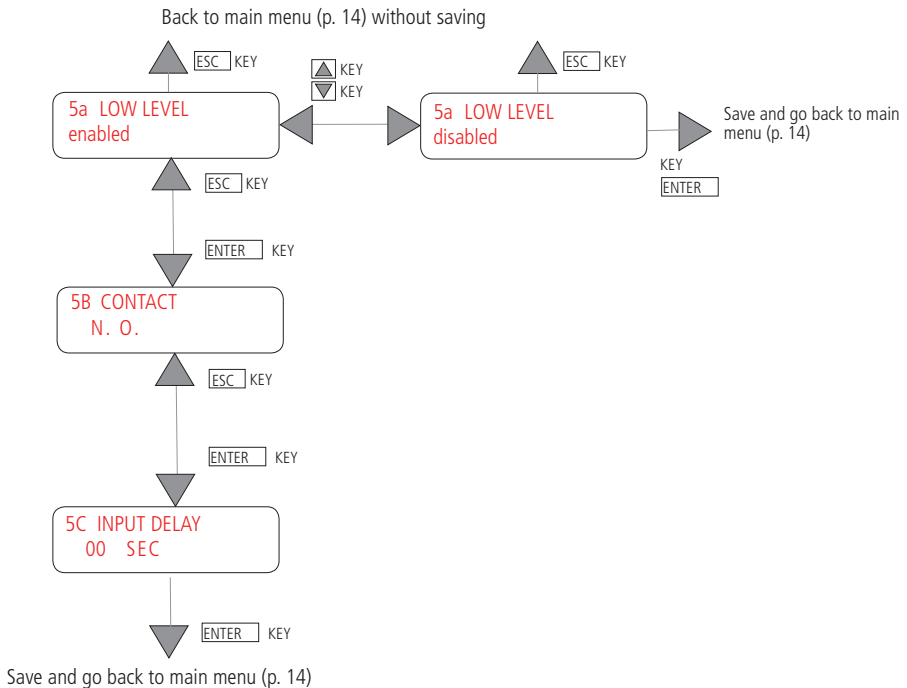 Back to main menu (p. 14) without saving
ESC KEY
KEY
KEY
ESC KEY
5a LOW LEVEL
enabled
5a LOW LEVEL
disabled
Save and go back to main
menu (p. 14)
KEY
ENTER
ESC KEY
ENTER KEY
5B CONTACT
N. O.
ESC KEY
ENTER KEY
5C INPUT DELAY
00 SEC
ENTER KEY
Save and go back to main menu (p. 14)